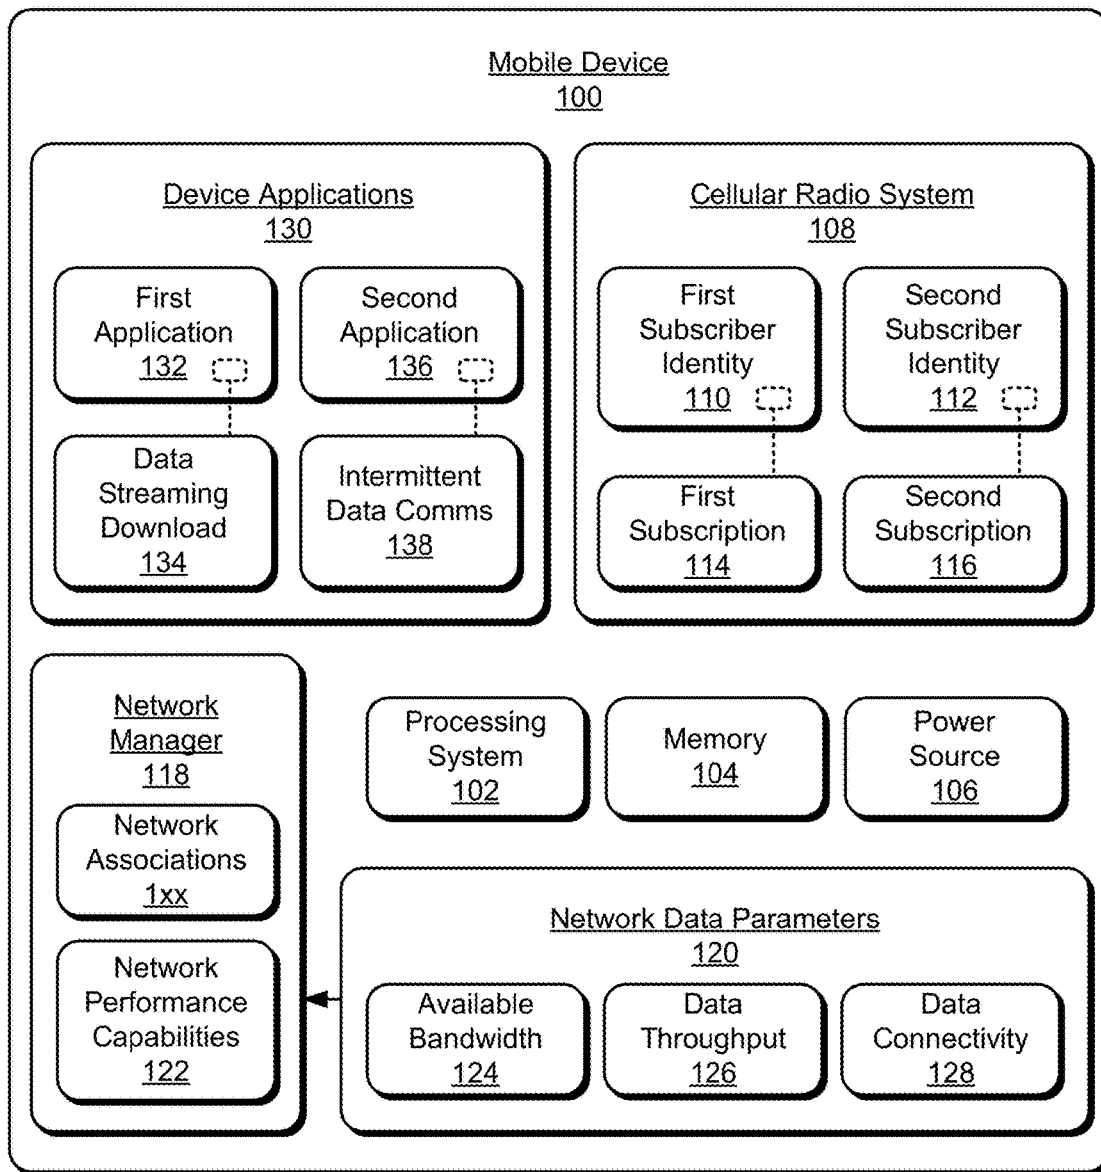 Mobile Device
100
Device Applications
130
First
Application
132
Second
Application
136
Data
Streaming
Download
134
Intermittent
Data Comms
138
Cellular Radio System
108
First
Subscriber
Identity
110
Second
Subscriber
Identity
112
First
Subscription
114
Second
Subscription
116
Network
Manager
118
Network
Associations
1xx
Network
Performance
Capabilities
122
Processing
System
102
Memory
104
Power
Source
106
Network Data Parameters
120
Available
Bandwidth
124
Data
Throughput
126
Data
Connectivity
128